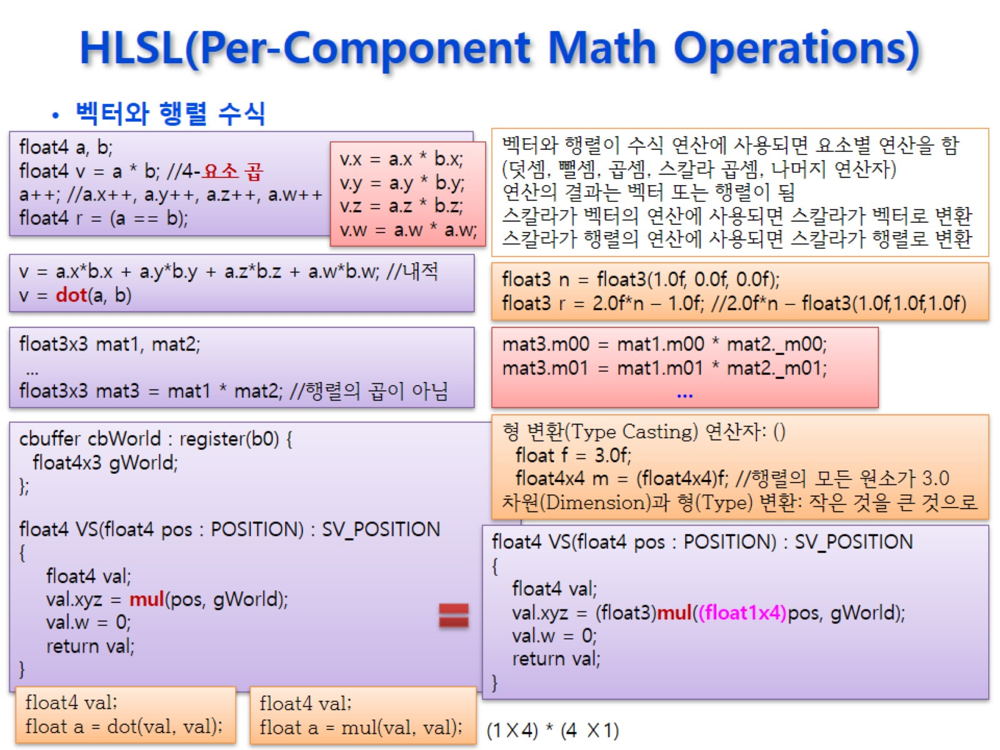 HLSL(Per-Component Math Operations)
• 벡터와 행렬 수식
float4 a, b;
float4 v = a * b; //4-요소 곱
a++; //a.x++, a.y++, a.z++, a.w++
float4 r = (a == b);
v.x = a.x * b.x;
v.y = a.y * b.y;
v.z = a.z * b.z;
v.w = a.w * a.w;
벡터와 행렬이 수식 연산에 사용되면 요소별 연산을 함
(덧셈, 뺄셈, 곱셈, 스칼라 곱셈, 나머지 연산자)
연산의 결과는 벡터 또는 행렬이 됨
스칼라가 벡터의 연산에 사용되면 스칼라가 벡터로 변환
스칼라가 행렬의 연산에 사용되면 스칼라가 행렬로 변환
v = a.x*b.x + a.y*b.y + a.z*b.z + a.w*b.w; //내적
v = dot(a, b)
float3 n = float3(1.0f, 0.0f, 0.0f);
float3 r = 2.0f*n – 1.0f; //2.0f*n – float3(1.0f,1.0f,1.0f)
float3x3 mat1, mat2;
...
float3x3 mat3 = mat1 * mat2; //행렬의 곱이 아님
mat3.m00 = mat1.m00 * mat2._m00;
mat3.m01 = mat1.m01 * mat2._m01;
...
cbuffer cbWorld : register(b0) {
float4x3 gWorld;
};
float4 VS(float4 pos : POSITION) : SV_POSITION
{
float4 val;
val.xyz = mul(pos, gWorld);
val.w = 0;
return val;
}
형 변환(Type Casting) 연산자: ()
float f = 3.0f;
float4x4 m = (float4x4)f; //행렬의 모든 원소가 3.0
차원(Dimension)과 형(Type) 변환: 작은 것을 큰 것으로
=
float4 VS(float4 pos : POSITION) : SV_POSITION
{
float4 val;
val.xyz = (float3)mul((float1x4)pos, gWorld);
val.w = 0;
return val;
}
float4 val;
float a = dot(val, val);
float4 val;
float a = mul(val, val);
(1X4) * (4 X1)